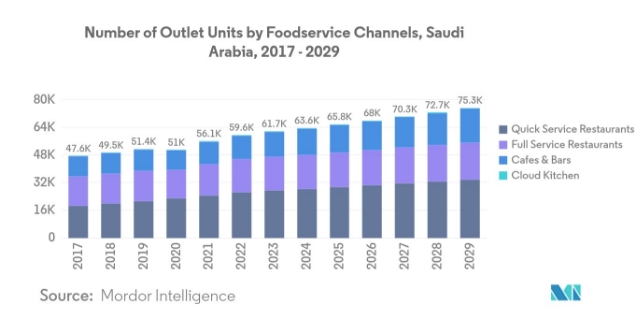 Number of Outlet Units by Foodservice Channels, Saudi
Arabia, 2017 - 2029
80K
64K
48K
32K
16K
0
47.6K
49.5K
51.4K
51K
56.1K
59.6K
61.7K
63.6K
65.8K
68K
70.3K
72.7K
75.3K
2017
2018
2019
2020
2021
2022
2023
2024
2025
2026
2027
2028
2029
Quick Service Restaurants
Full Service Restaurants
Cafes & Bars
Cloud Kitchen
Source: Mordor Intelligence